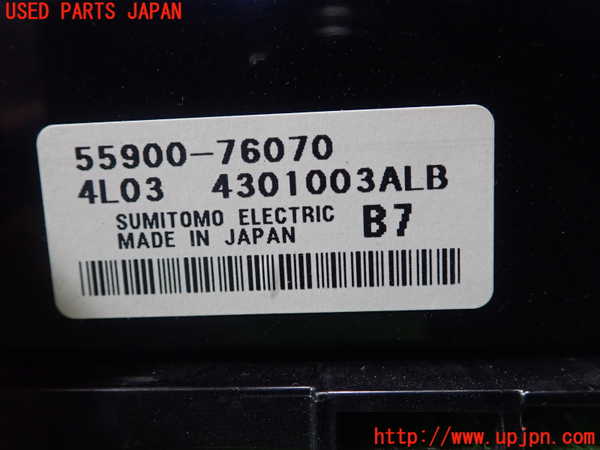 USED PARTS JAPAN
55900-76070
4L03 4301003ALB
SUMITOMO ELECTRIC B7
MADE IN JAPAN
http://www.upjpn.com/